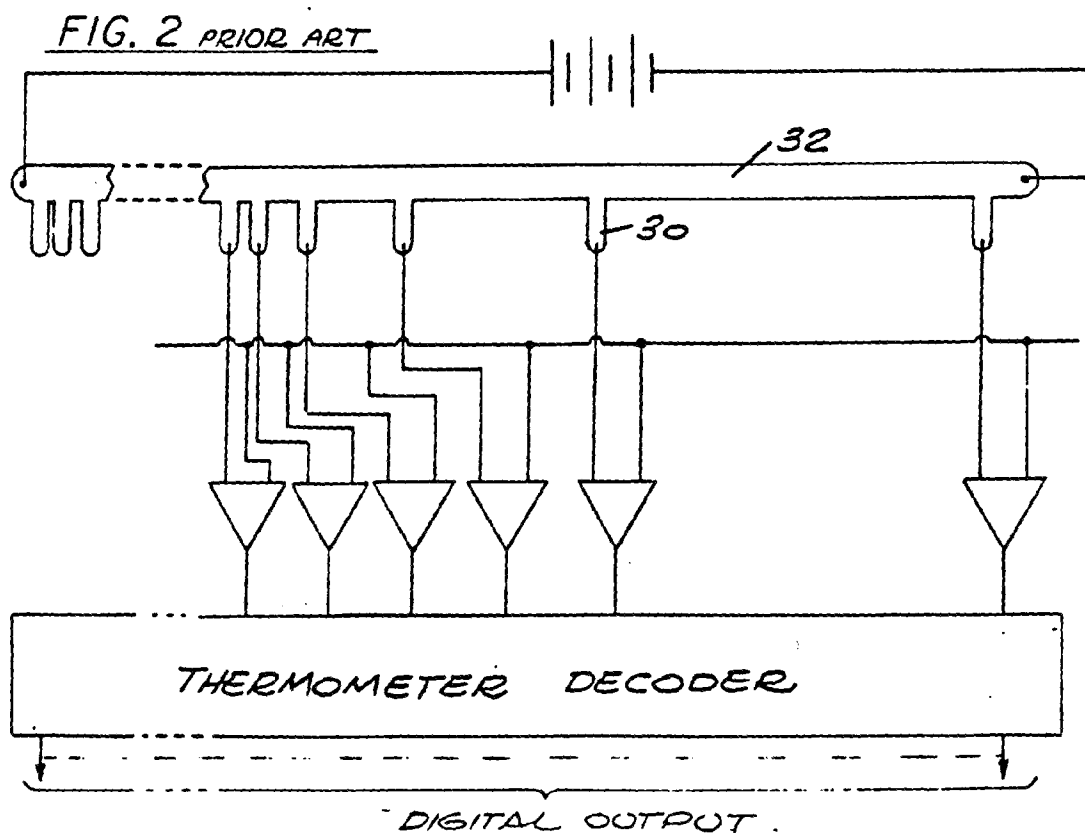 FIG. 2 PRIOR ART
32
30
THERMOMETER DECODER
DIGITAL OUTPUT.